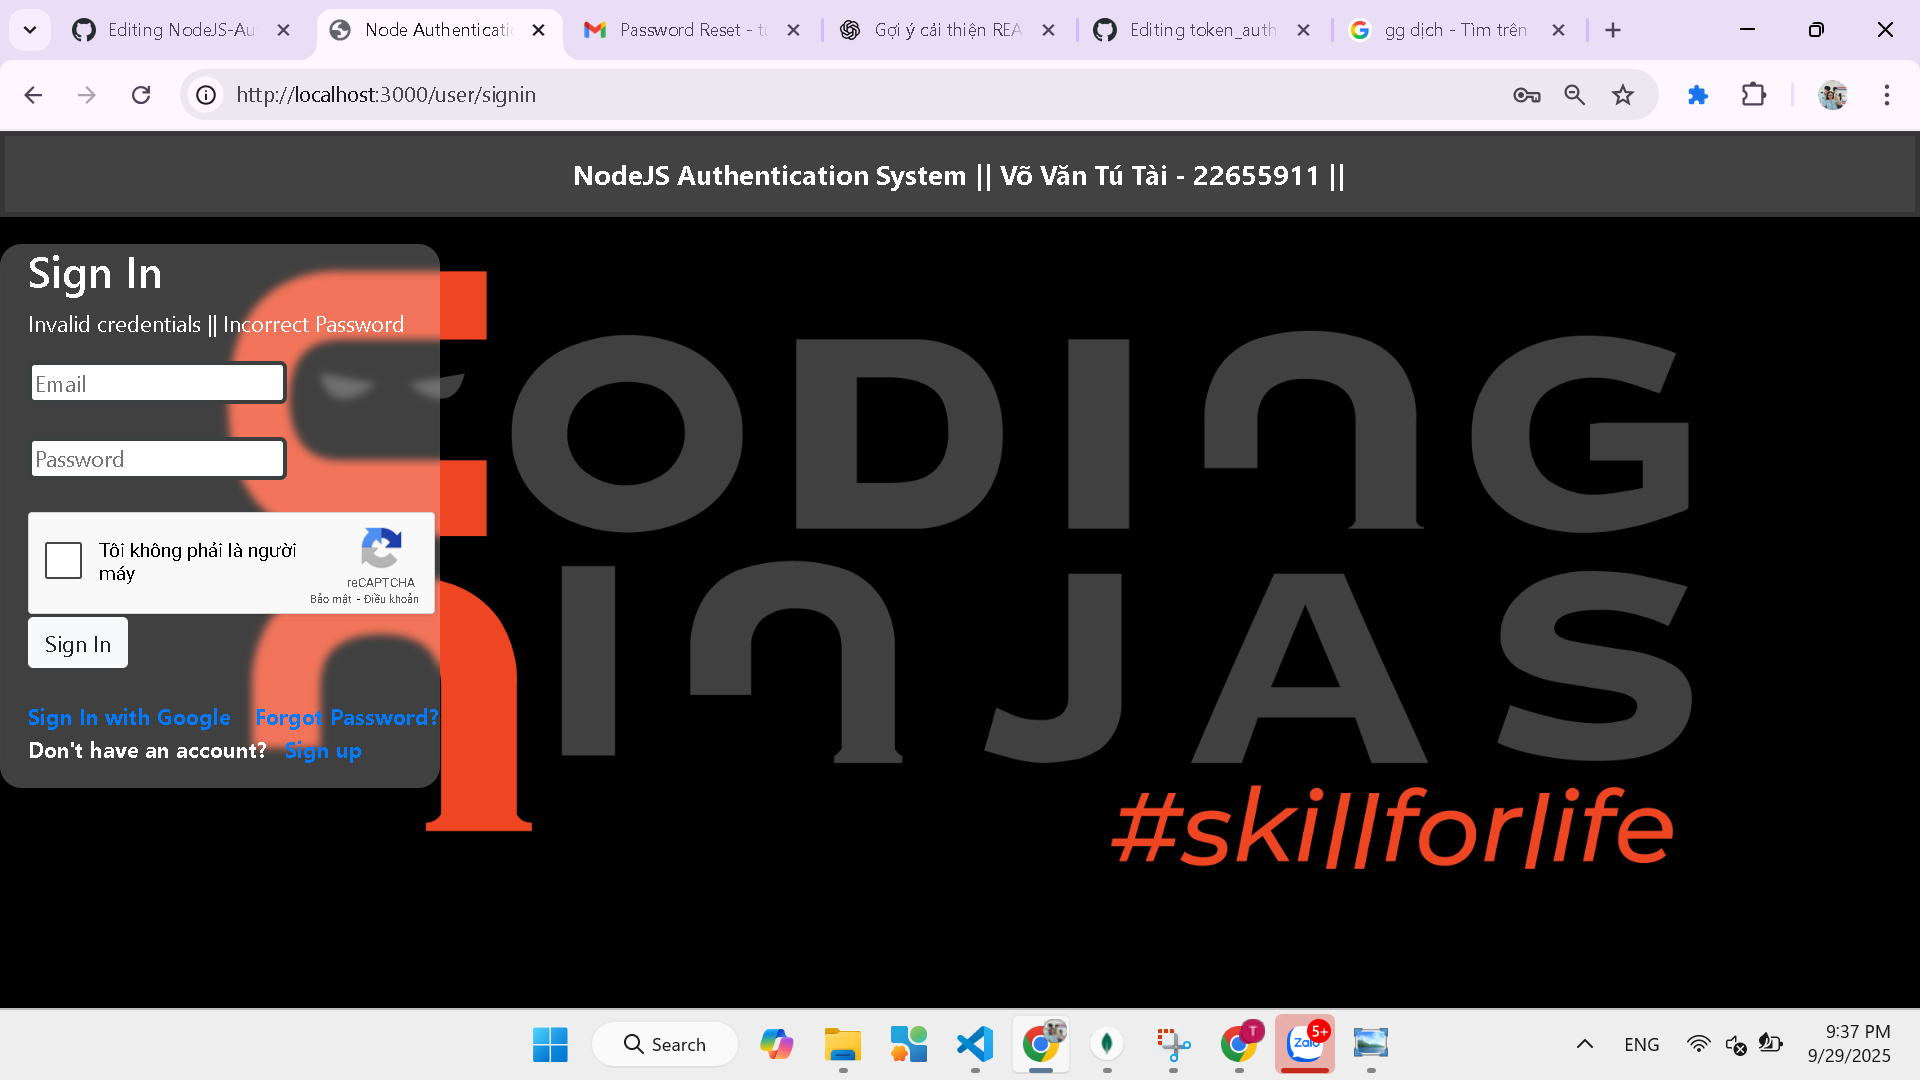 Editing NodeJS-Au
Node Authenticatio
Password Reset - t
Gợi ý cải thiện REA
Editing token_auth
gg dịch - Tìm trên
http://localhost:3000/user/signin
NodeJS Authentication System || Võ Văn Tú Tài - 22655911 ||
Sign In
Invalid credentials || Incorrect Password
Email
Password
Tôi không phải là người
máy
reCAPTCHA
Bảo mật - Điều khoản
Sign In
Sign In with Google Forgot Password?
Don't have an account? Sign up
CODING
NINJAS
#skillforlife
Search
T
Zalo
5+
ENG
9:37 PM
9/29/2025